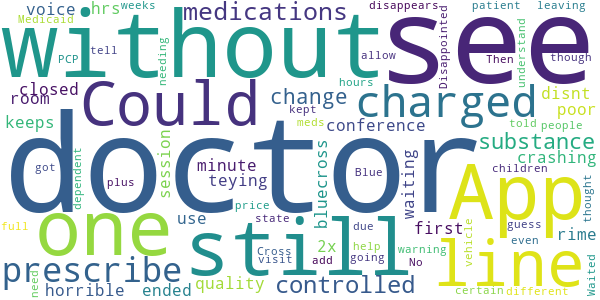 voice
hrs
weeks
medications
disappears
patient
leaving
Medicaid
without
see
PCP
tell
needing
Disappointed
allow
Then
understand
though
closed
room
Could
change
hours
charged
disnt
poor
keeps
session
kept
meds
conference
substance
crashing
doctor
got
dependent
plus
minute
teying
bluecross
Blue
waiting
App
children
thought
one
use
price
state
due
first
told
people
rime
full
still
2x
help
vehicle
guess
even
line
need
prescribe
Cross
visit
add
going
warning
No
Waited
horrible
ended
quality
controlled
certain
different